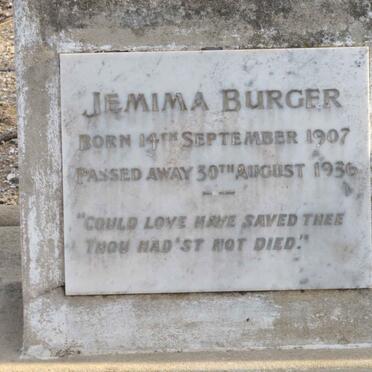 JEMIMA BURGER
BORN 14TH SEPTEMBER 1907
PASSED AWAY 30TH AUGUST 1936
"COULD LOVE HAVE SAVED THEE
THOU HAD'ST NOT DIED."